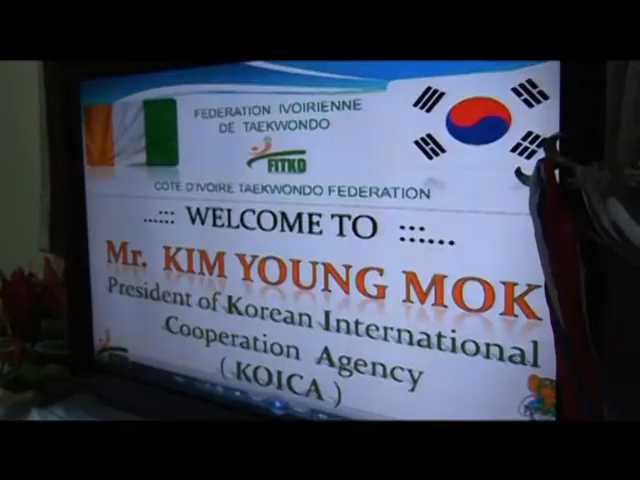 FEDERATION IVOIRIENNE
DE TAEKWONDO
FITKD
COTE D'IVOIRE TAEKWONDO FEDERATION
WELCOME TO
Mr. KIM YOUNG MOK
President of Korean International
Cooperation Agency
( KOICA )